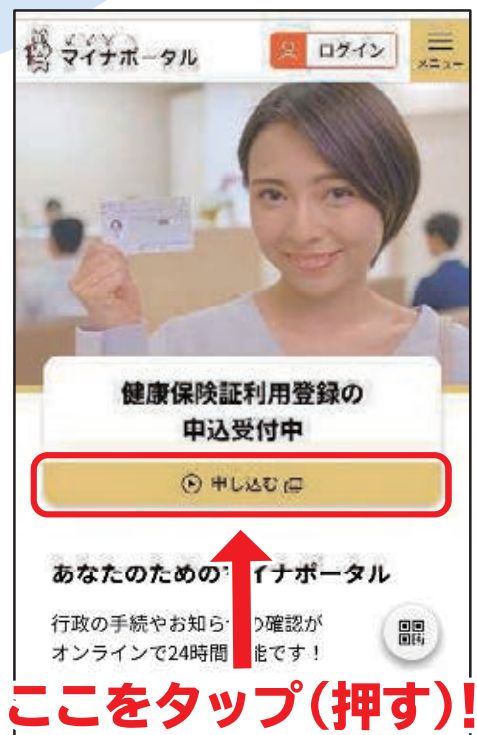 マイナポータル
ログイン
メニュー
健康保険証利用登録の
申込受付中
申し込む
あなたのための イナポータル
行政の手続やお知ら の確認が
オンラインで24時間 能です！
ここをタップ(押す)!